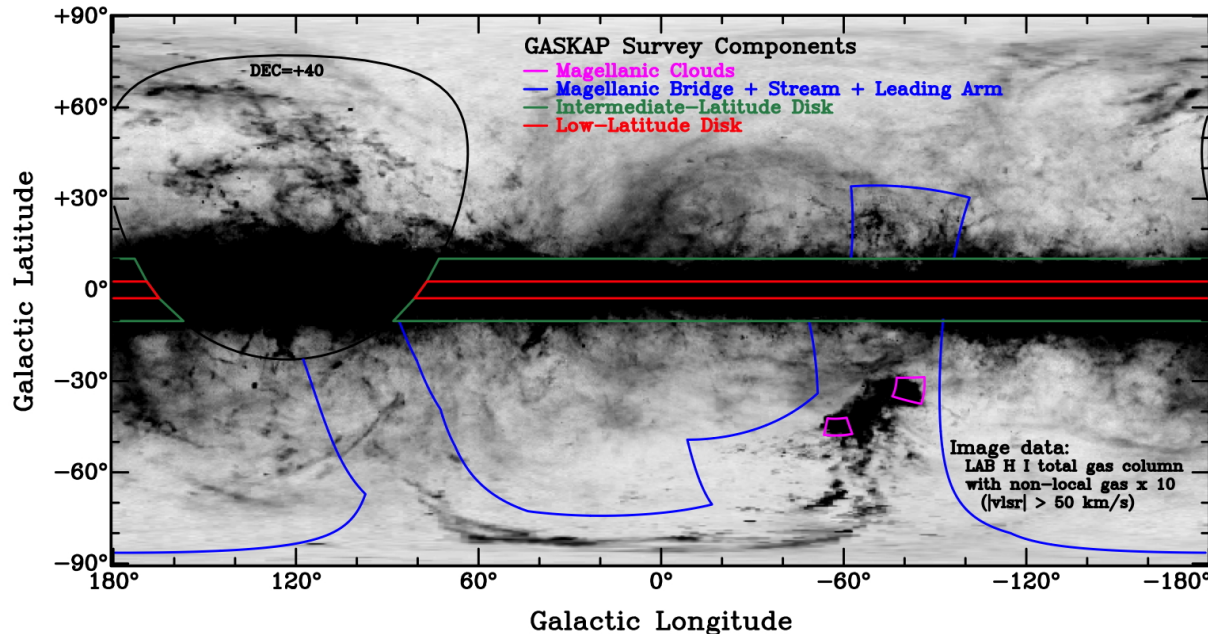 +90°
+60°
+30°
0°
−30°
−60°
−90°
Galactic Latitude
DEC=+40
GASKAP Survey Components
Magellanic Clouds
Magellanic Bridge + Stream + Leading Arm
Intermediate−Latitude Disk
Low−Latitude Disk
Image data:
LAB H I total gas column
with non−local gas x 10
(|vlsr| > 50 km/s)
180°
120°
60°
0°
−60°
−120°
−180°
Galactic Longitude